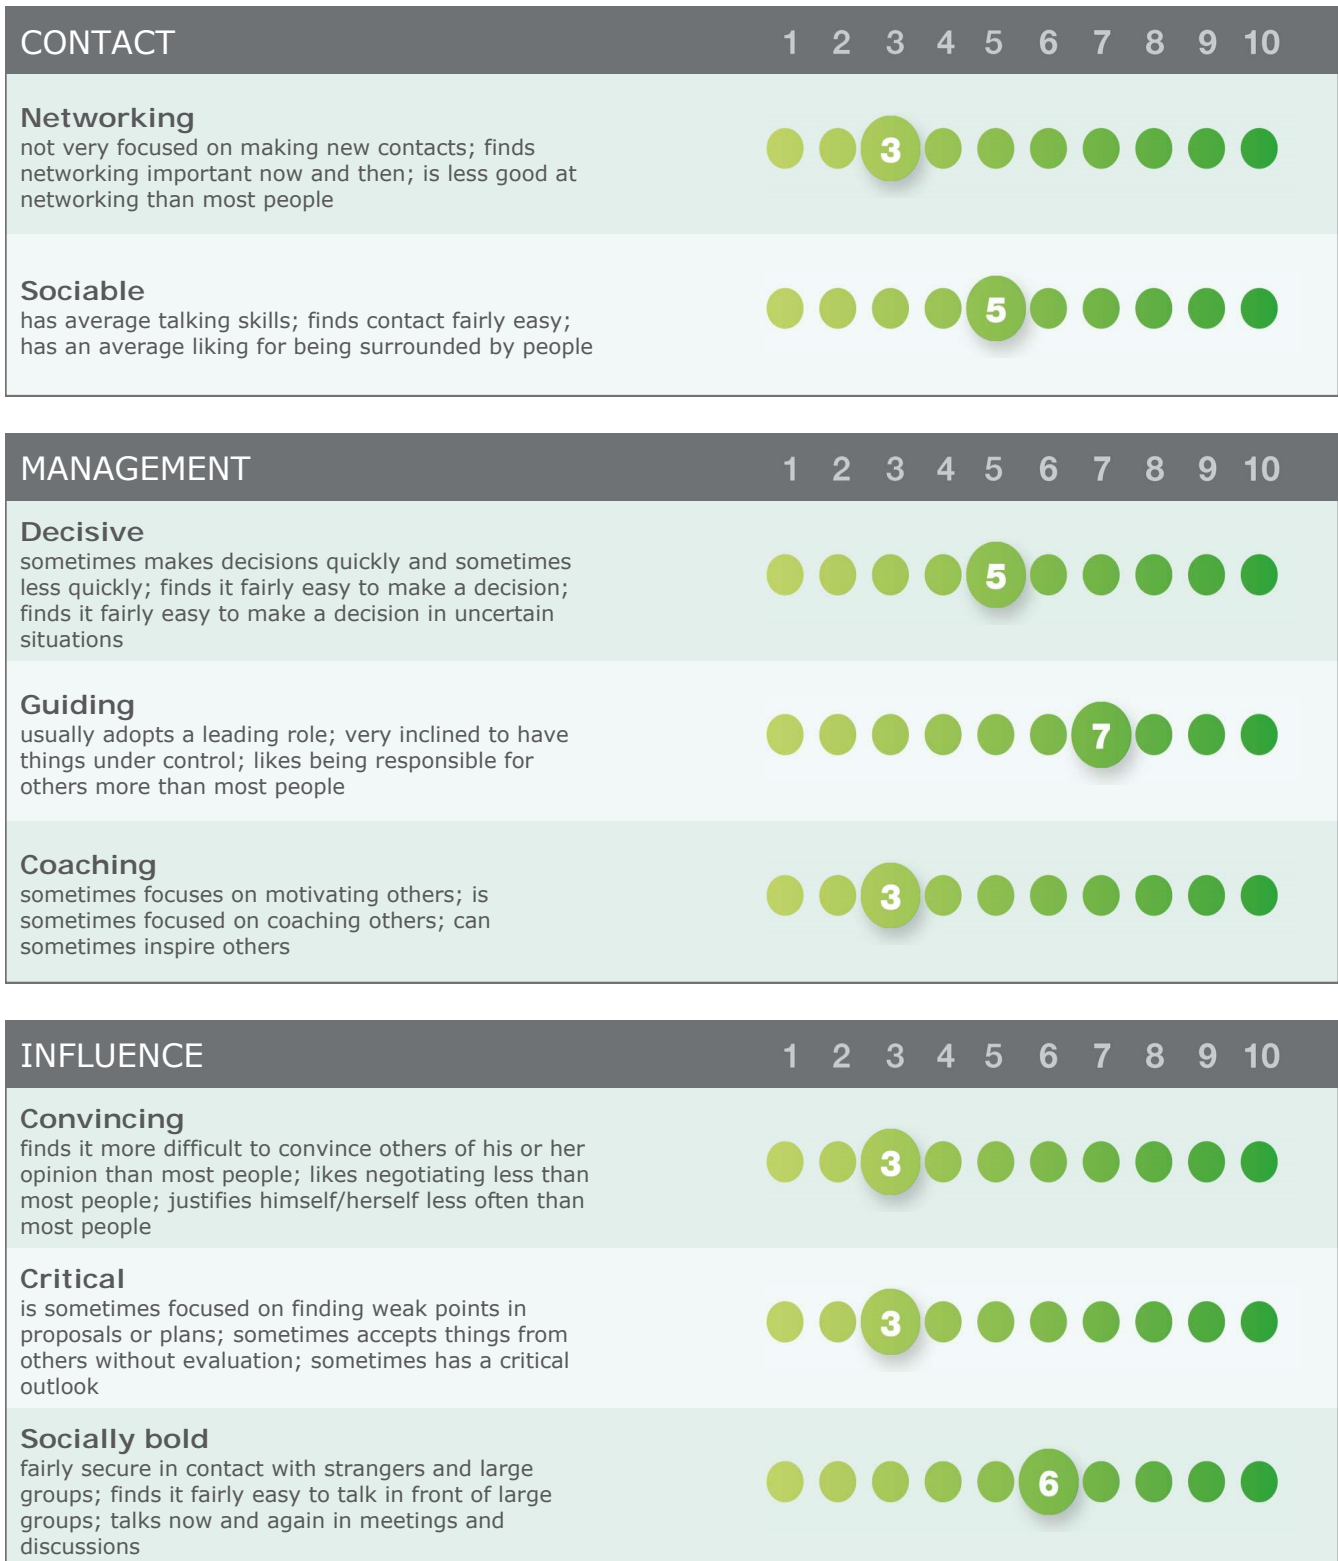 CONTACT 1 2 3 4 5 6 7 8 9 10
Networking
not very focused on making new contacts; finds
networking important now and then; is less good at
networking than most people
3
Sociable
has average talking skills; finds contact fairly easy;
has an average liking for being surrounded by people
5
MANAGEMENT 1 2 3 4 5 6 7 8 9 10
Decisive
sometimes makes decisions quickly and sometimes
less quickly; finds it fairly easy to make a decision;
finds it fairly easy to make a decision in uncertain
situations
5
Guiding
usually adopts a leading role; very inclined to have
things under control; likes being responsible for
others more than most people
7
Coaching
sometimes focuses on motivating others; is
sometimes focused on coaching others; can
sometimes inspire others
3
INFLUENCE 1 2 3 4 5 6 7 8 9 10
Convincing
finds it more difficult to convince others of his or her
opinion than most people; likes negotiating less than
most people; justifies himself/herself less often than
most people
3
Critical
is sometimes focused on finding weak points in
proposals or plans; sometimes accepts things from
others without evaluation; sometimes has a critical
outlook
3
Socially bold
fairly secure in contact with strangers and large
groups; finds it fairly easy to talk in front of large
groups; talks now and again in meetings and
discussions
6